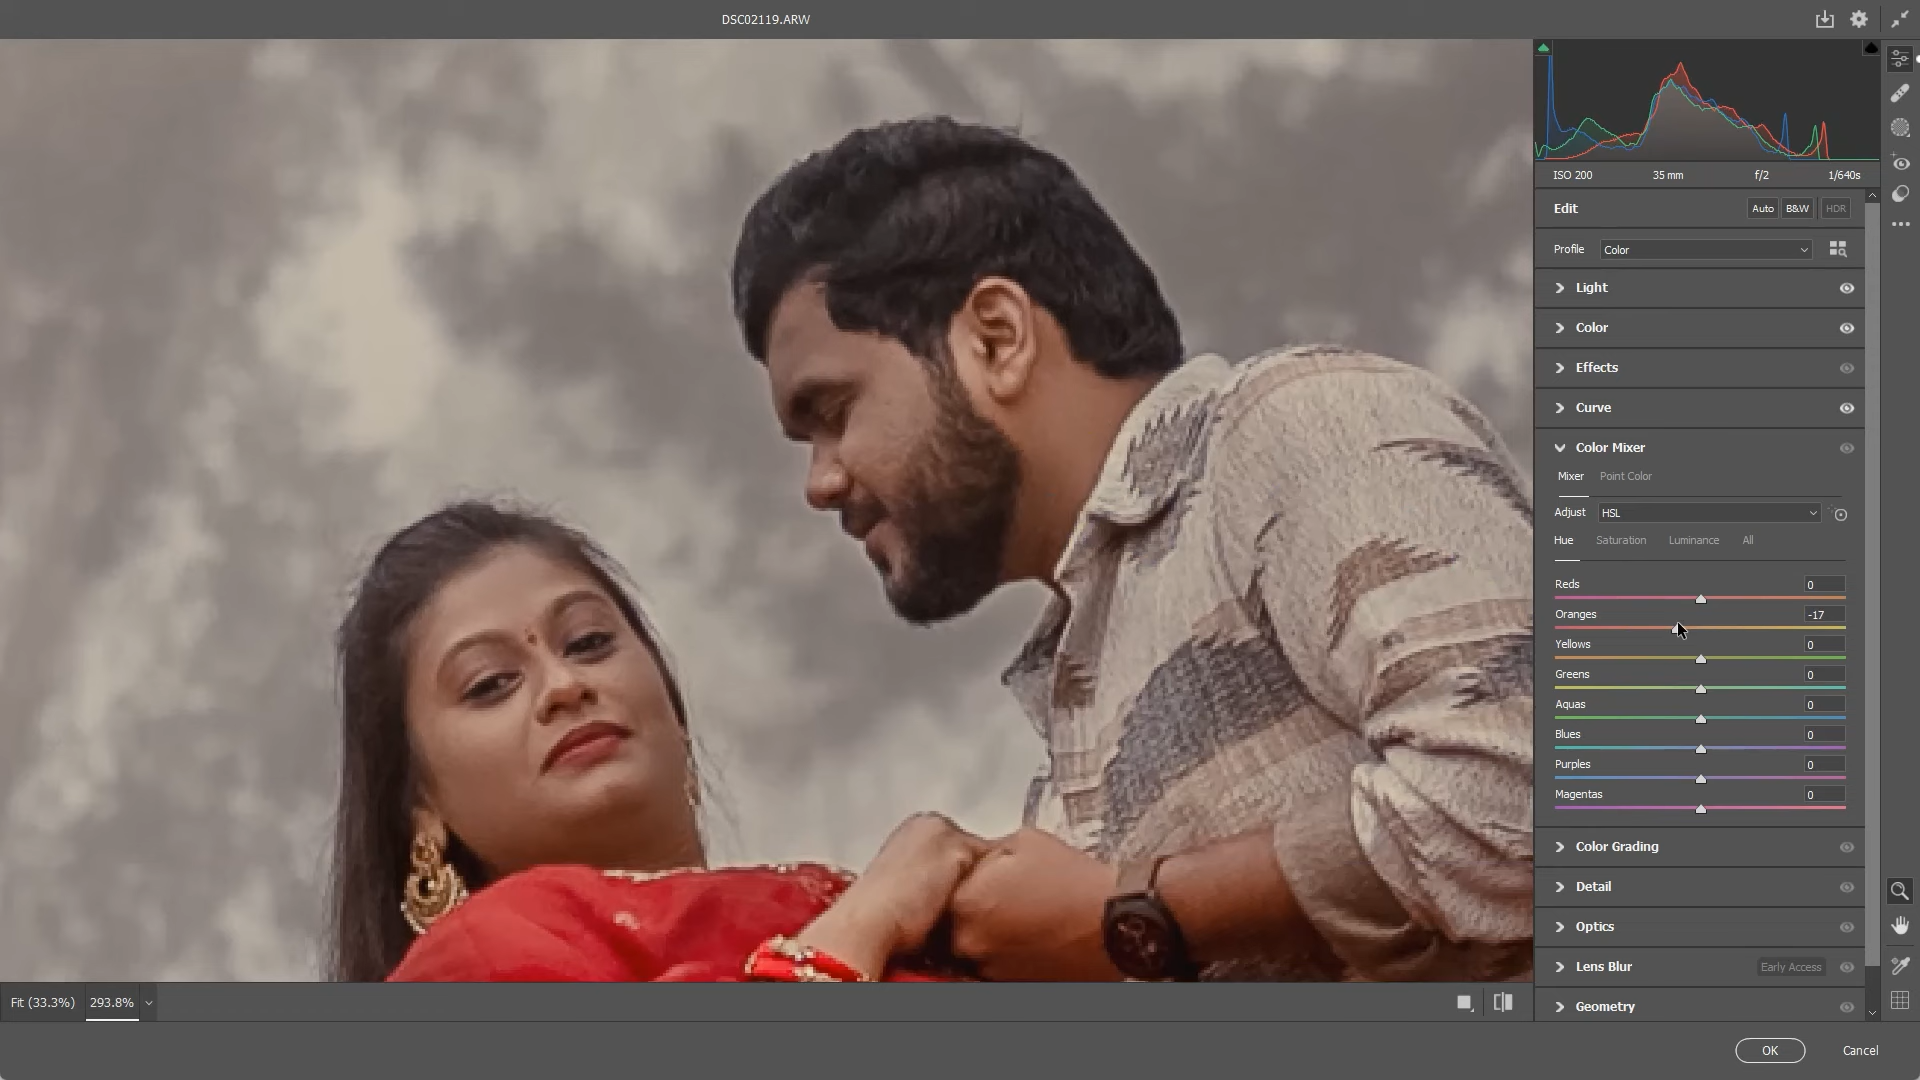 DSC02119.ARW
ISO 200 35 mm f/2 1/640s
Edit Auto B&W HDR
Profile Color
Light
Color
Effects
Curve
Color Mixer
Mixer Point Color
Adjust HSL
Hue Saturation Luminance All
Reds 0
Oranges -17
Yellows 0
Greens 0
Aquas 0
Blues 0
Purples 0
Magentas 0
Color Grading
Detail
Optics
Lens Blur Early Access
Geometry
Fit (33.3%) 293.8%
OK Cancel